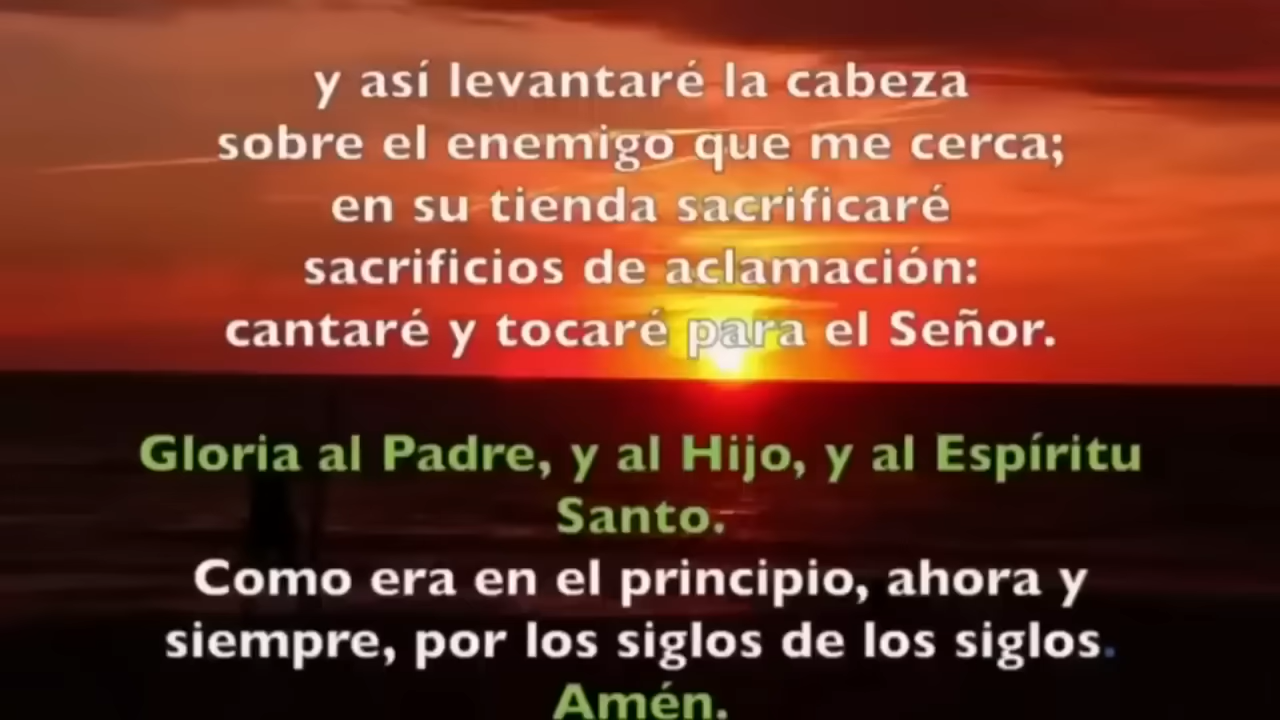 y así levantaré la cabeza
sobre el enemigo que me cerca;
en su tienda sacrificaré
sacrificios de aclamación:
cantaré y tocaré para el Señor.
Gloria al Padre, y al Hijo, y al Espíritu
Santo.
Como era en el principio, ahora y
siempre, por los siglos de los siglos.
Amén.